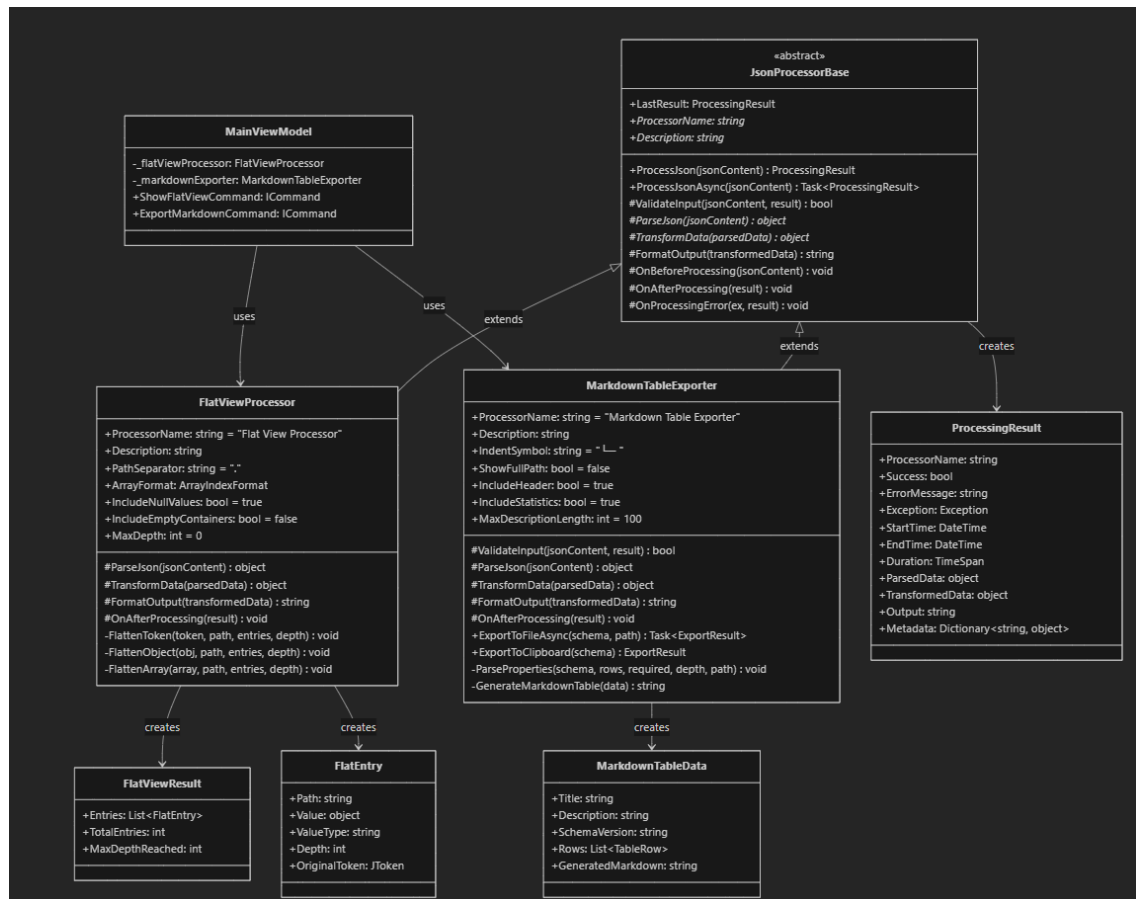 «abstract»
JsonProcessorBase
+LastResult: ProcessingResult
+ProcessorName: string
+Description: string
+ProcessJson(jsonContent) : ProcessingResult
+ProcessJsonAsync(jsonContent) : Task<ProcessingResult>
#ValidateInput(jsonContent, result) : bool
#ParseJson(jsonContent) : object
#TransformData(parsedData) : object
#FormatOutput(transformedData) : string
#OnBeforeProcessing(jsonContent) : void
#OnAfterProcessing(result) : void
#OnProcessingError(ex, result) : void
MainViewModel
-_flatViewProcessor: FlatViewProcessor
-_markdownExporter: MarkdownTableExporter
+ShowFlatViewCommand: ICommand
+ExportMarkdownCommand: ICommand
uses
uses
extends
extends
creates
FlatViewProcessor
+ProcessorName: string = "Flat View Processor"
+Description: string
+PathSeparator: string = "."
+ArrayFormat: ArrayIndexFormat
+IncludeNullValues: bool = true
+IncludeEmptyContainers: bool = false
+MaxDepth: int = 0
#ParseJson(jsonContent) : object
#TransformData(parsedData) : object
#FormatOutput(transformedData) : string
#OnAfterProcessing(result) : void
-FlattenToken(token, path, entries, depth) : void
-FlattenObject(obj, path, entries, depth) : void
-FlattenArray(array, path, entries, depth) : void
MarkdownTableExporter
+ProcessorName: string = "Markdown Table Exporter"
+Description: string
+IndentSymbol: string = "└─ "
+ShowFullPath: bool = false
+IncludeHeader: bool = true
+IncludeStatistics: bool = true
+MaxDescriptionLength: int = 100
#ValidateInput(jsonContent, result) : bool
#ParseJson(jsonContent) : object
#TransformData(parsedData) : object
#FormatOutput(transformedData) : string
#OnAfterProcessing(result) : void
+ExportToFileAsync(schema, path) : Task<ExportResult>
+ExportToClipboard(schema) : ExportResult
-ParseProperties(schema, rows, required, depth, path) : void
-GenerateMarkdownTable(data) : string
ProcessingResult
+ProcessorName: string
+Success: bool
+ErrorMessage: string
+Exception: Exception
+StartTime: DateTime
+EndTime: DateTime
+Duration: TimeSpan
+ParsedData: object
+TransformedData: object
+Output: string
+Metadata: Dictionary<string, object>
creates
creates
creates
FlatViewResult
+Entries: List<FlatEntry>
+TotalEntries: int
+MaxDepthReached: int
FlatEntry
+Path: string
+Value: object
+ValueType: string
+Depth: int
+OriginalToken: JToken
MarkdownTableData
+Title: string
+Description: string
+SchemaVersion: string
+Rows: List<TableRow>
+GeneratedMarkdown: string